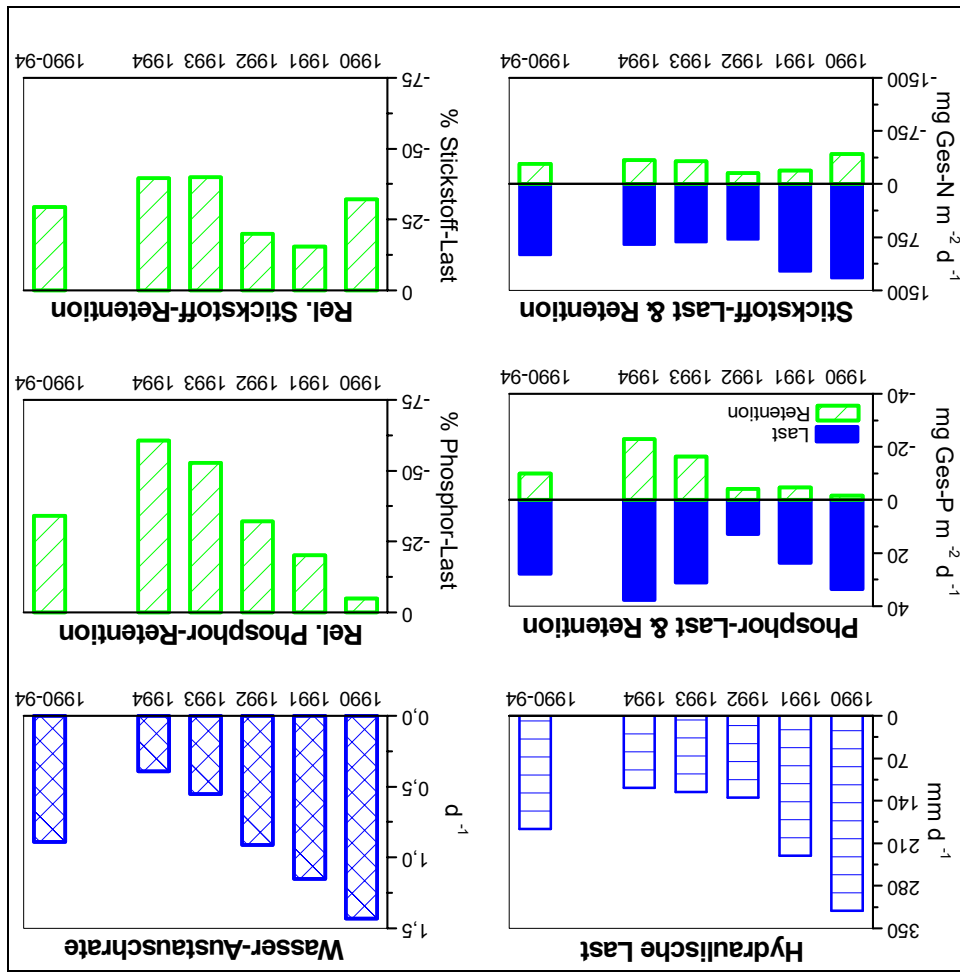 Hydraulische Last
mm d⁻¹
350
280
210
140
70
0
1990 1991 1992 1993 1994 1990-94
Wasser-Austauschrate
d⁻¹
1,5
1,0
0,5
0,0
1990 1991 1992 1993 1994 1990-94
Phosphor-Last & Retention
mg Ges-P m⁻² d⁻¹
40
20
0
-20
-40
Last
Retention
1990 1991 1992 1993 1994 1990-94
Rel. Phosphor-Retention
% Phosphor-Last
0
-25
-50
-75
1990 1991 1992 1993 1994 1990-94
Stickstoff-Last & Retention
mg Ges-N m⁻² d⁻¹
1500
750
0
-750
-1500
1990 1991 1992 1993 1994 1990-94
Rel. Stickstoff-Retention
% Stickstoff-Last
0
-25
-50
-75
1990 1991 1992 1993 1994 1990-94